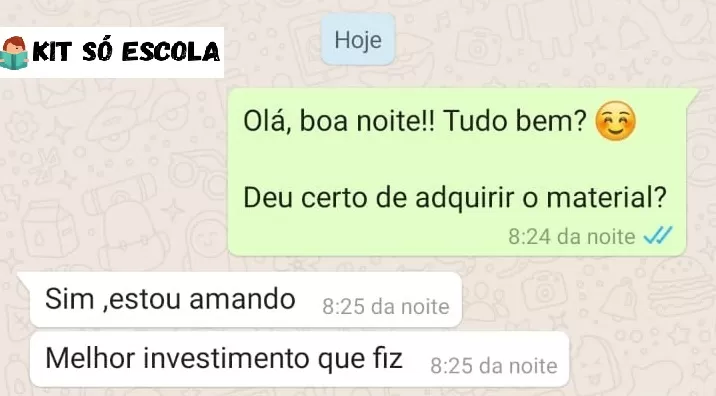 Hoje
KIT SÓ ESCOLA
Olá, boa noite!! Tudo bem? ☺️
Deu certo de adquirir o material?
8:24 da noite
Sim ,estou amando 8:25 da noite
Melhor investimento que fiz 8:25 da noite